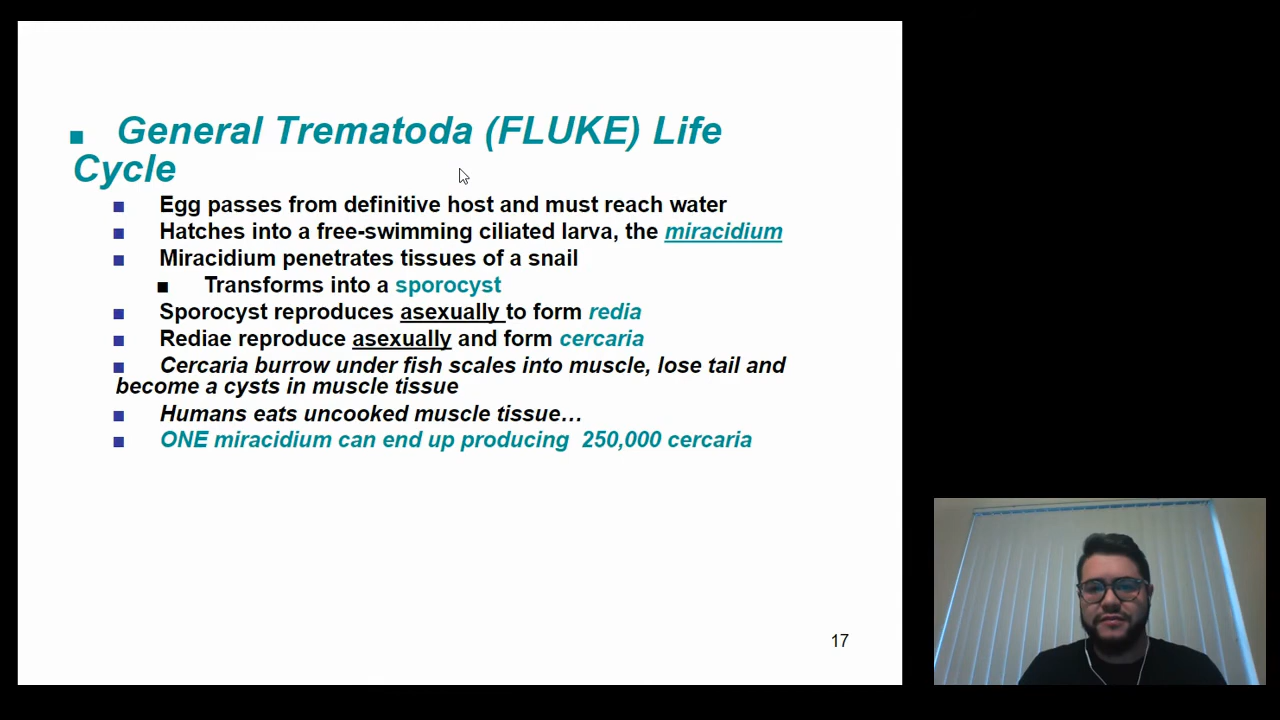 General Trematoda (FLUKE) Life
Cycle
Egg passes from definitive host and must reach water
Hatches into a free-swimming ciliated larva, the miracidium
Miracidium penetrates tissues of a snail
Transforms into a sporocyst
Sporocyst reproduces asexually to form redia
Rediae reproduce asexually and form cercaria
Cercaria burrow under fish scales into muscle, lose tail and
become a cysts in muscle tissue
Humans eats uncooked muscle tissue…
ONE miracidium can end up producing 250,000 cercaria
17